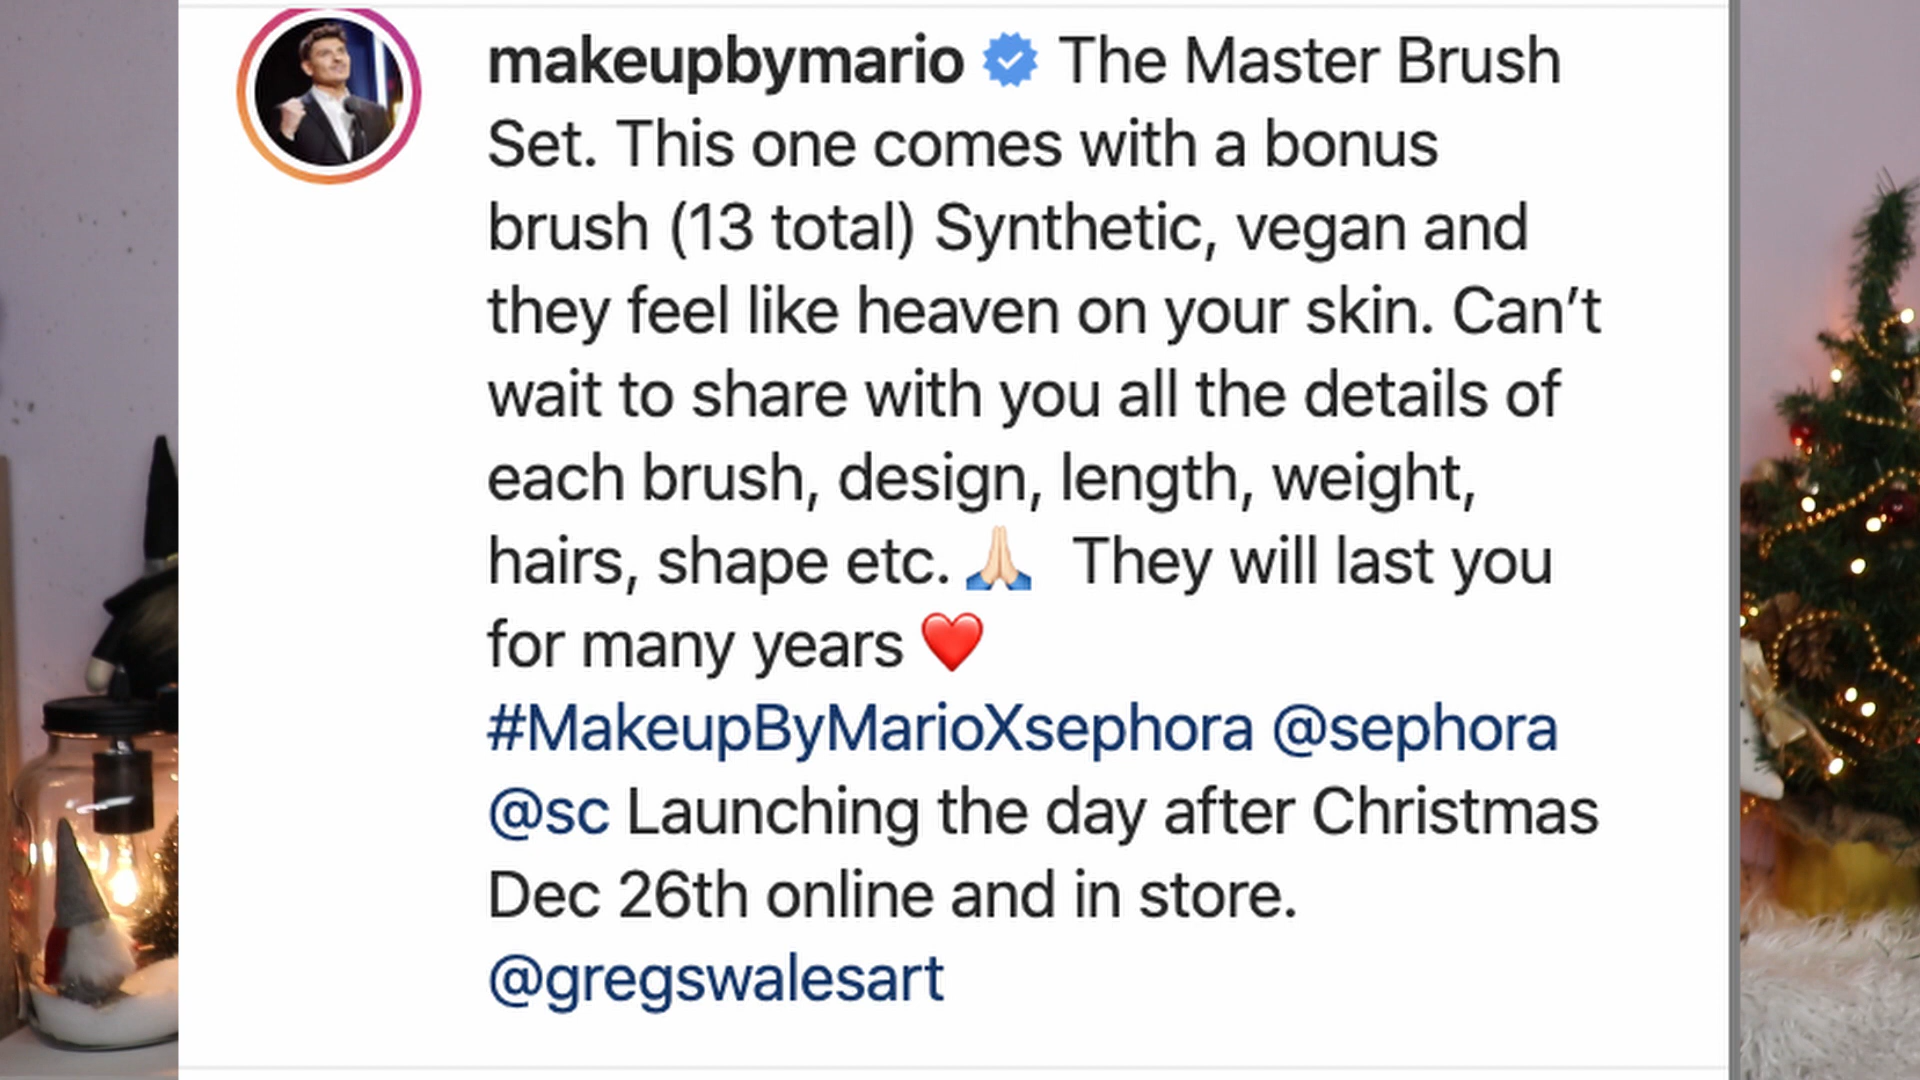 makeupbymario The Master Brush
Set. This one comes with a bonus
brush (13 total) Synthetic, vegan and
they feel like heaven on your skin. Can’t
wait to share with you all the details of
each brush, design, length, weight,
hairs, shape etc. 🙏🏻 They will last you
for many years ❤️
#MakeupByMarioXsephora @sephora
@sc Launching the day after Christmas
Dec 26th online and in store.
@gregswalesart